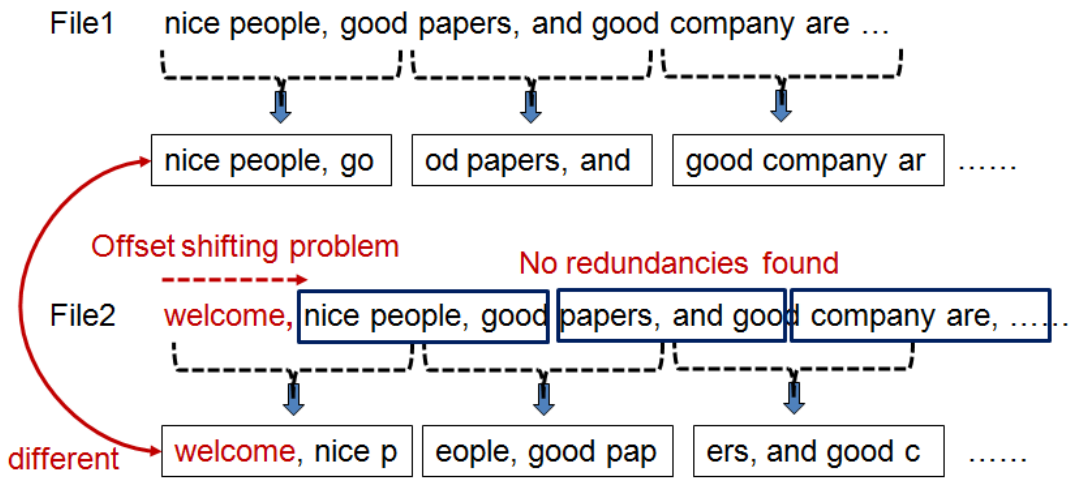 File1 nice people, good papers, and good company are …
nice people, go od papers, and good company ar ……
Offset shifting problem
No redundancies found
File2 welcome, nice people, good papers, and good company are, ……
welcome, nice p eople, good pap ers, and good c ……
different